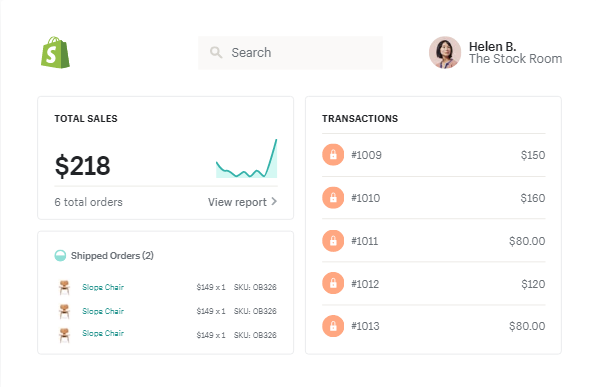 S
Search
Helen B.
The Stock Room
TOTAL SALES
$218
6 total orders
View report
Shipped Orders (2)
Slope Chair $149 x 1 SKU: OB326
Slope Chair $149 x 1 SKU: OB326
Slope Chair $149 x 1 SKU: OB326
TRANSACTIONS
#1009 $150
#1010 $160
#1011 $80.00
#1012 $120
#1013 $80.00